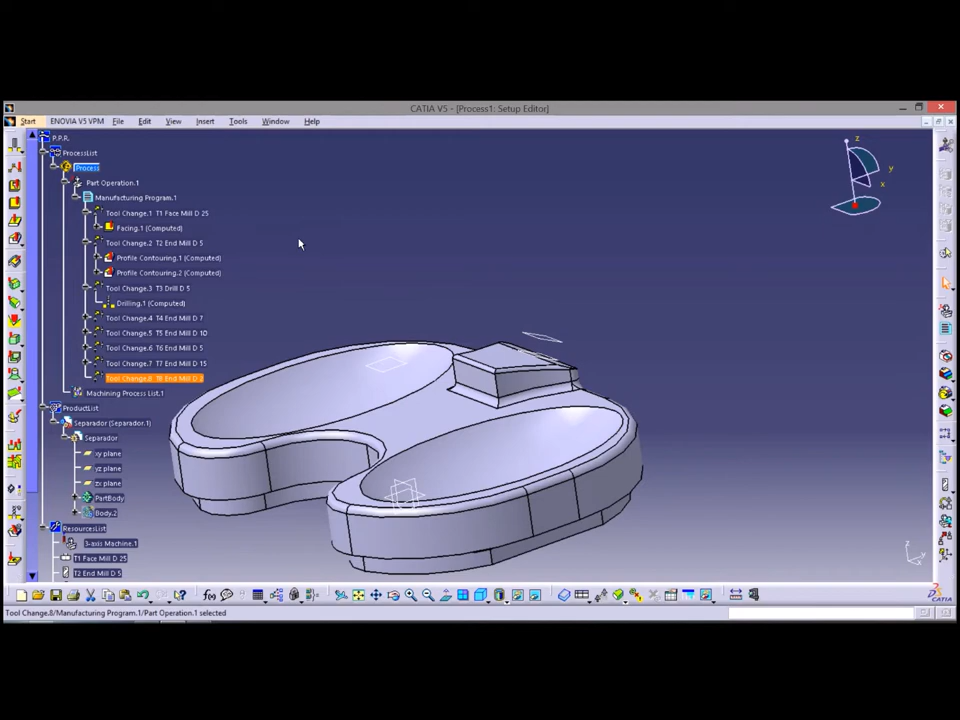 CATIA V5 - [Process1: Setup Editor]
Start ENOVIA V5 VPM File Edit View Insert Tools Window Help
P.P.R.
ProcessList
Process
Part Operation.1
Manufacturing Program.1
Tool Change.1 T1 Face Mill D 25
Facing.1 (Computed)
Tool Change.2 T2 End Mill D 5
Profile Contouring.1 (Computed)
Profile Contouring.2 (Computed)
Tool Change.3 T3 Drill D 5
Drilling.1 (Computed)
Tool Change.4 T4 End Mill D 7
Tool Change.5 T5 End Mill D 10
Tool Change.6 T6 End Mill D 5
Tool Change.7 T7 End Mill D 15
Tool Change.8 T8 End Mill D 3
Machining Process List.1
ProductList
Separador (Separador.1)
Separador
xy plane
yz plane
zx plane
PartBody
Body.2
ResourcesList
3-axis Machine.1
T1 Face Mill D 25
T2 End Mill D 5
z
y
x
z
y
x
CATIA
Tool Change.8/Manufacturing Program.1/Part Operation.1 selected